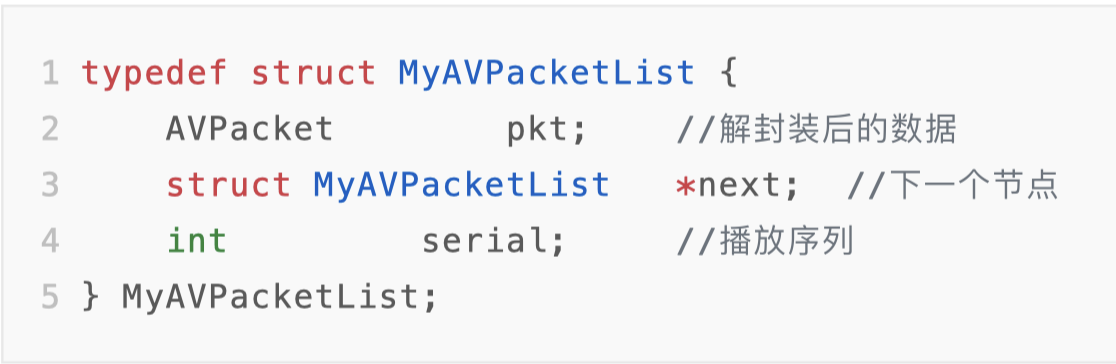 1 typedef struct MyAVPacketList {
2     AVPacket        pkt;    //解封装后的数据
3     struct MyAVPacketList   *next;  //下一个节点
4     int         serial;     //播放序列
5 } MyAVPacketList;